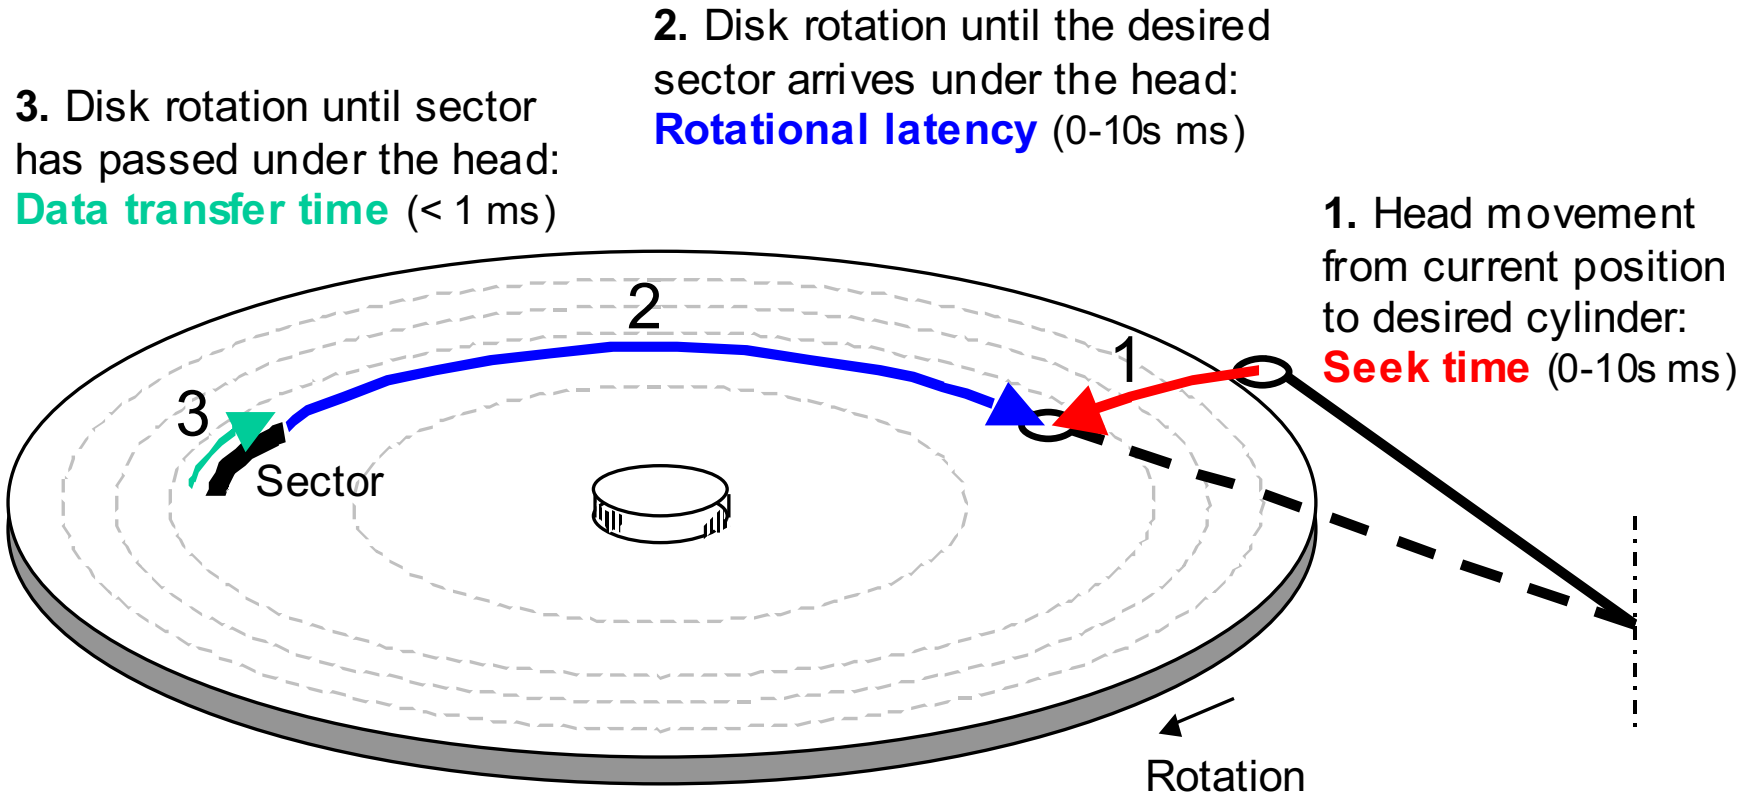 2. Disk rotation until the desired
sector arrives under the head:
Rotational latency (0-10s ms)
3. Disk rotation until sector
has passed under the head:
Data transfer time (< 1 ms)
1. Head movement
from current position
to desired cylinder:
Seek time (0-10s ms)
2
1
3
Sector
Rotation